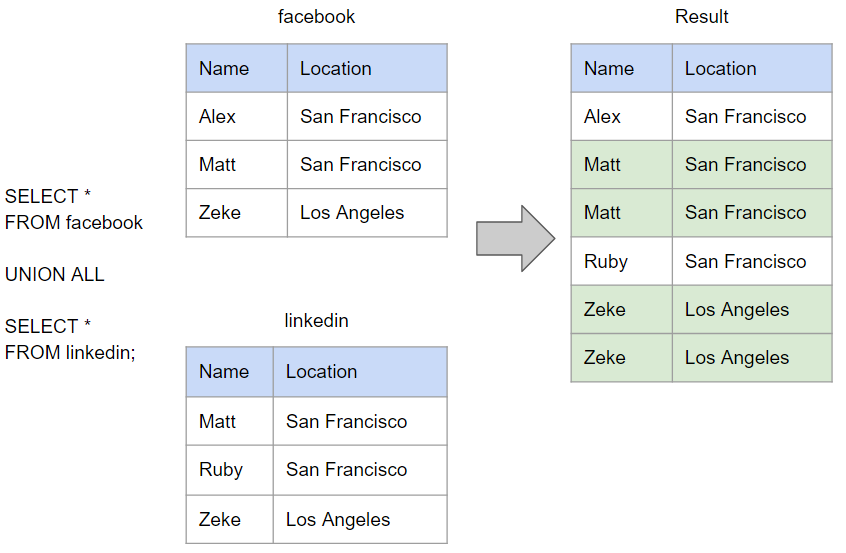 facebook
Name Location
Alex San Francisco
Matt San Francisco
Zeke Los Angeles
SELECT *
FROM facebook
UNION ALL
SELECT *
FROM linkedin;
linkedin
Name Location
Matt San Francisco
Ruby San Francisco
Zeke Los Angeles
Result
Name Location
Alex San Francisco
Matt San Francisco
Matt San Francisco
Ruby San Francisco
Zeke Los Angeles
Zeke Los Angeles